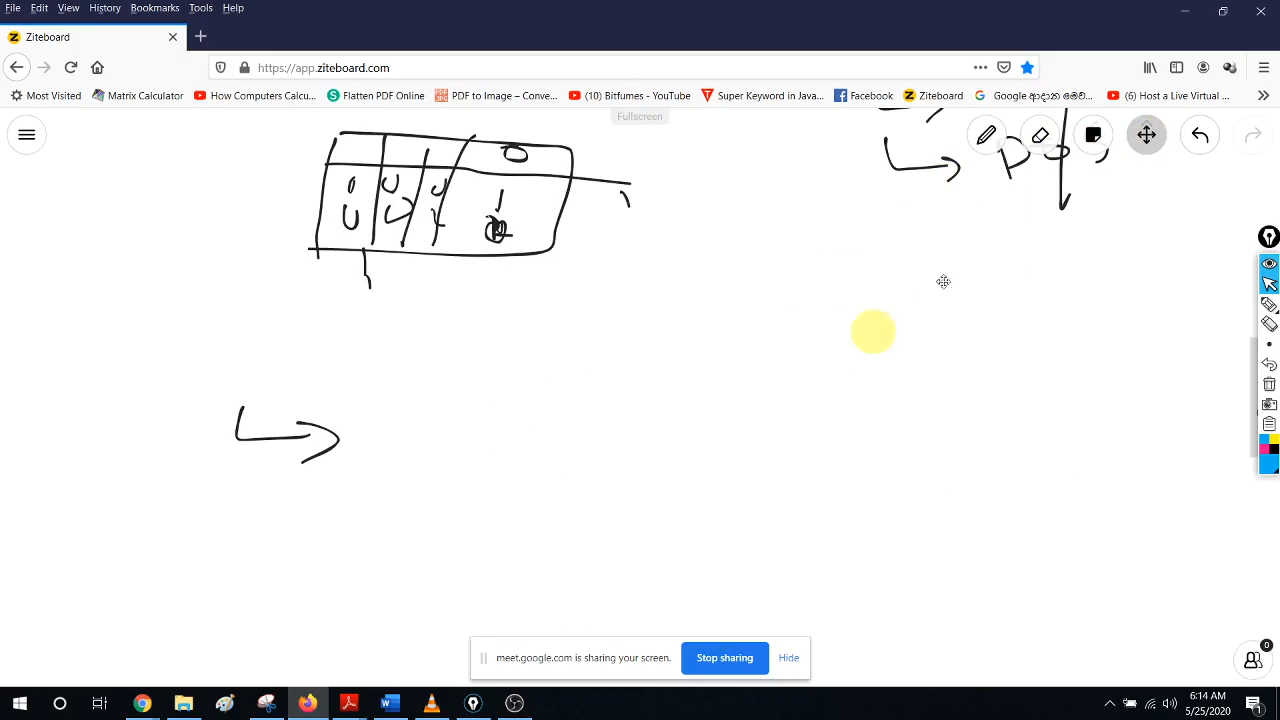 File Edit View History Bookmarks Tools Help
Ziteboard
https://app.ziteboard.com
Most Visited Matrix Calculator How Computers Calcu... Flatten PDF Online PDF to Image – Conve... (10) Bitfumes - YouTube Super Keyword in Java... Facebook Ziteboard Google (6) Host a Live Virtual ...
Fullscreen
0
meet.google.com is sharing your screen. Stop sharing Hide
6:14 AM
5/25/2020